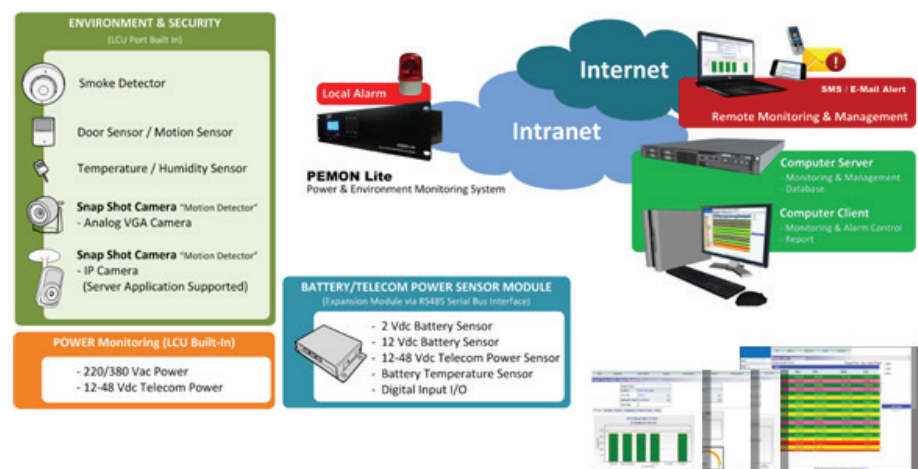 ENVIRONMENT & SECURITY
(LCU Port Built In)
Smoke Detector
Door Sensor / Motion Sensor
Temperature / Humidity Sensor
Snap Shot Camera "Motion Detector"
- Analog VGA Camera
Snap Shot Camera "Motion Detector"
- IP Camera
(Server Application Supported)
POWER Monitoring (LCU Built-In)
- 220/380 Vac Power
- 12-48 Vdc Telecom Power
Local Alarm
PEMON Lite
Power & Environment Monitoring System
Internet
Intranet
SMS / E-Mail Alert
Remote Monitoring & Management
Computer Server
- Monitoring & Management
- Database
Computer Client
- Monitoring & Alarm Control
- Report
BATTERY/TELECOM POWER SENSOR MODULE
(Expansion Module via RS485 Serial Bus Interface)
- 2 Vdc Battery Sensor
- 12 Vdc Battery Sensor
- 12-48 Vdc Telecom Power Sensor
- Battery Temperature Sensor
- Digital Input I/O